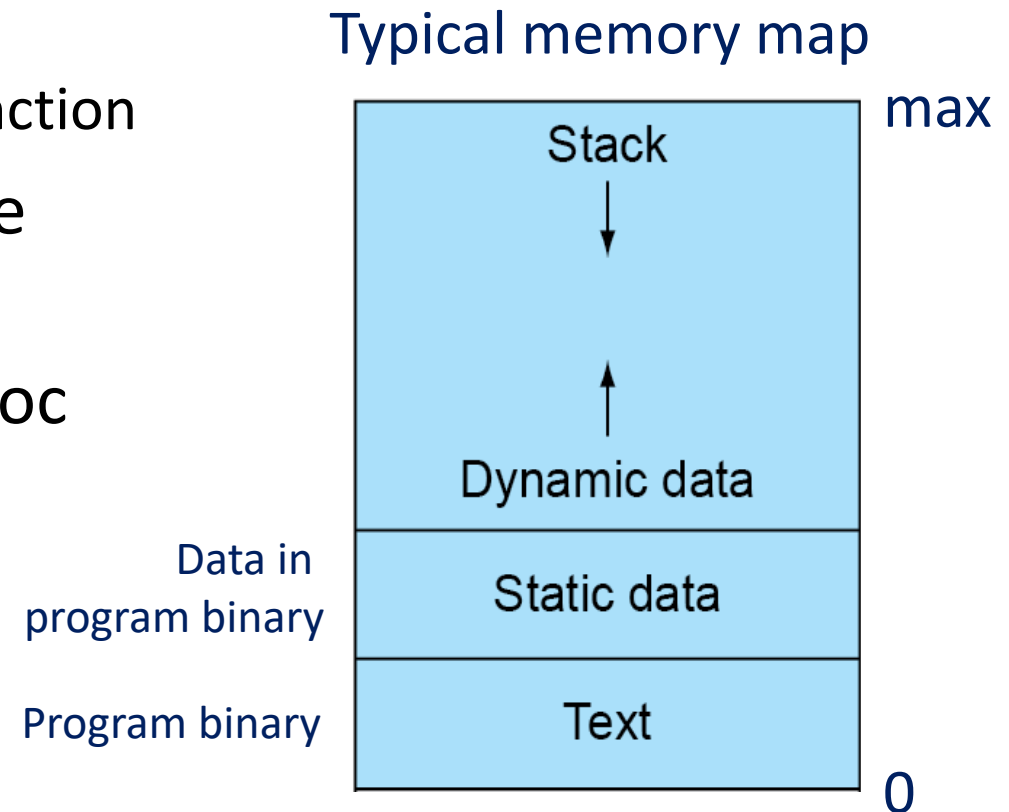 Typical memory map
max
Stack
Dynamic data
Data in
program binary
Static data
Program binary
Text
0